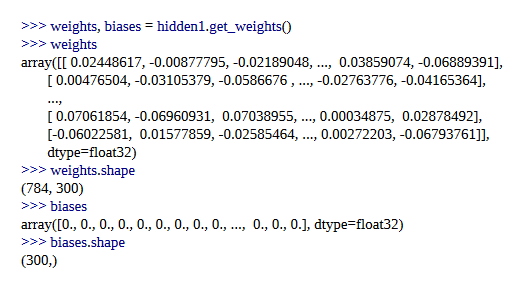 >>> weights, biases = hidden1.get_weights()
>>> weights
array([[ 0.02448617, -0.00877795, -0.02189048, ..., 0.03859074, -0.06889391],
[ 0.00476504, -0.03105379, -0.0586676 , ..., -0.02763776, -0.04165364],
...,
[ 0.07061854, -0.06960931, 0.07038955, ..., 0.00034875, 0.02878492],
[-0.06022581, 0.01577859, -0.02585464, ..., 0.00272203, -0.06793761]],
dtype=float32)
>>> weights.shape
(784, 300)
>>> biases
array([0., 0., 0., 0., 0., 0., 0., 0., 0., ..., 0., 0., 0.], dtype=float32)
>>> biases.shape
(300,)